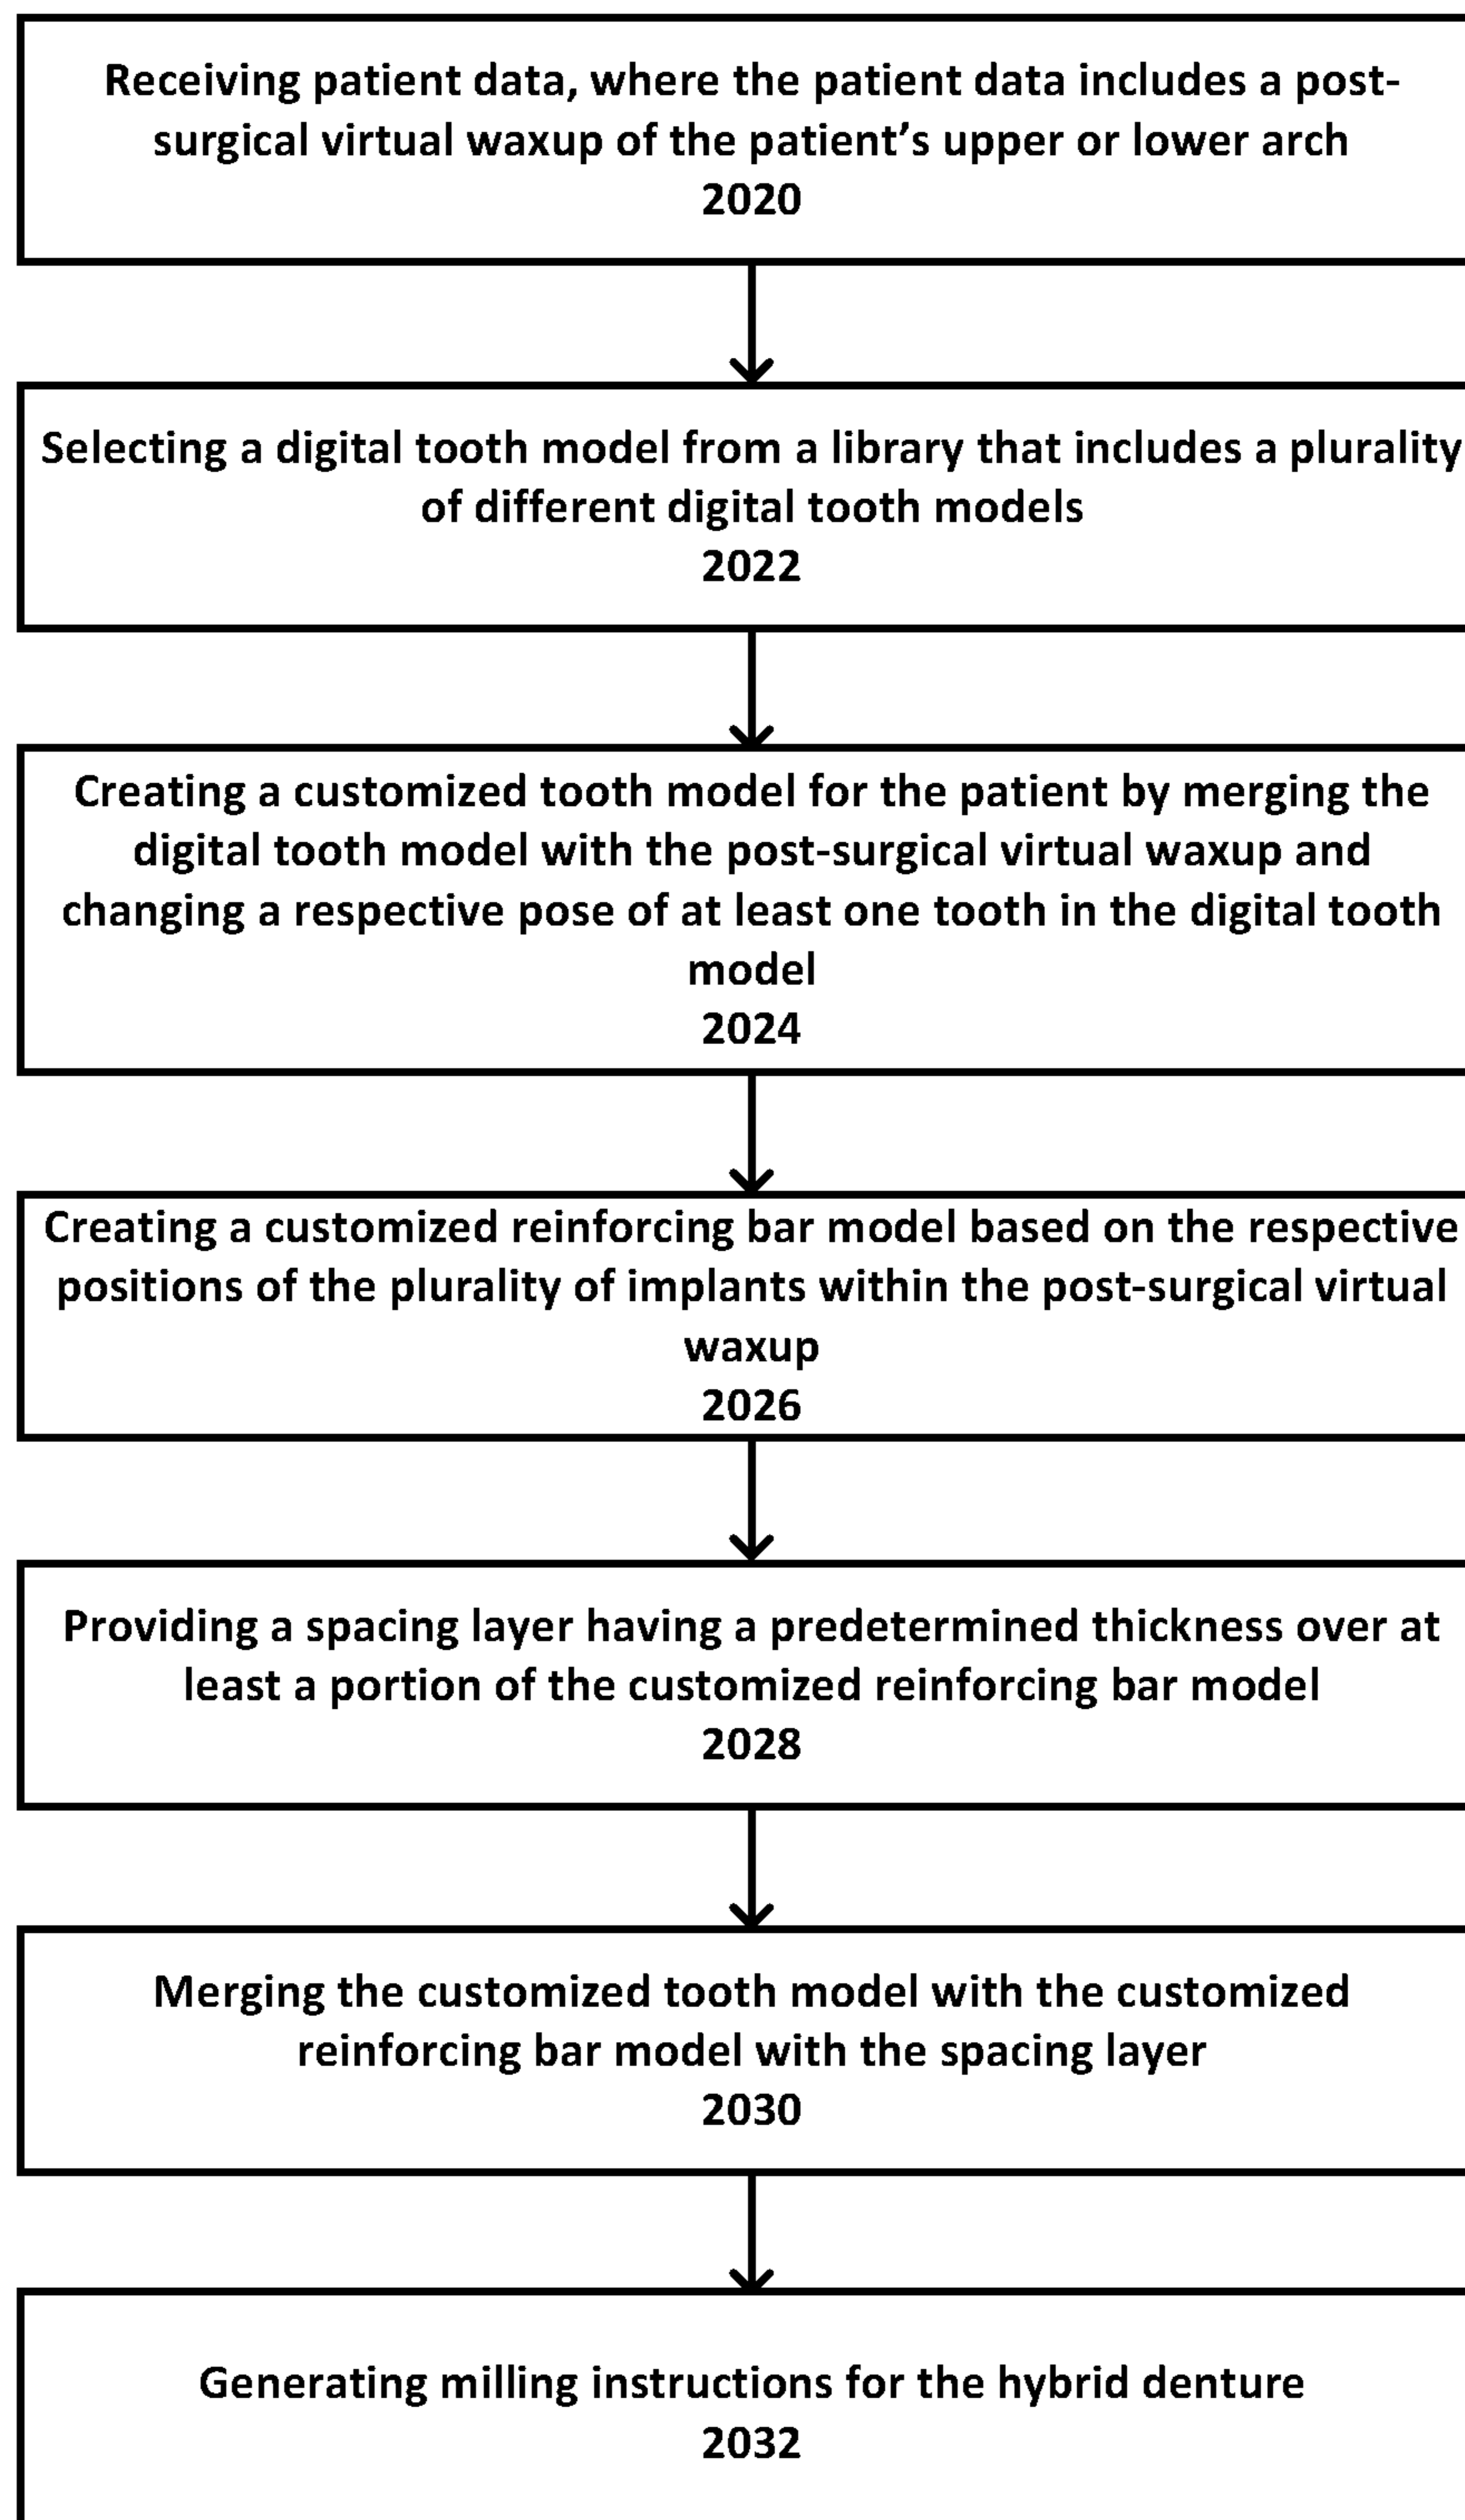 Receiving patient data, where the patient data includes a post-
surgical virtual waxup of the patient’s upper or lower arch
2020
Selecting a digital tooth model from a library that includes a plurality
of different digital tooth models
2022
Creating a customized tooth model for the patient by merging the
digital tooth model with the post-surgical virtual waxup and
changing a respective pose of at least one tooth in the digital tooth
model
2024
Creating a customized reinforcing bar model based on the respective
positions of the plurality of implants within the post-surgical virtual
waxup
2026
Providing a spacing layer having a predetermined thickness over at
least a portion of the customized reinforcing bar model
2028
Merging the customized tooth model with the customized
reinforcing bar model with the spacing layer
2030
Generating milling instructions for the hybrid denture
2032